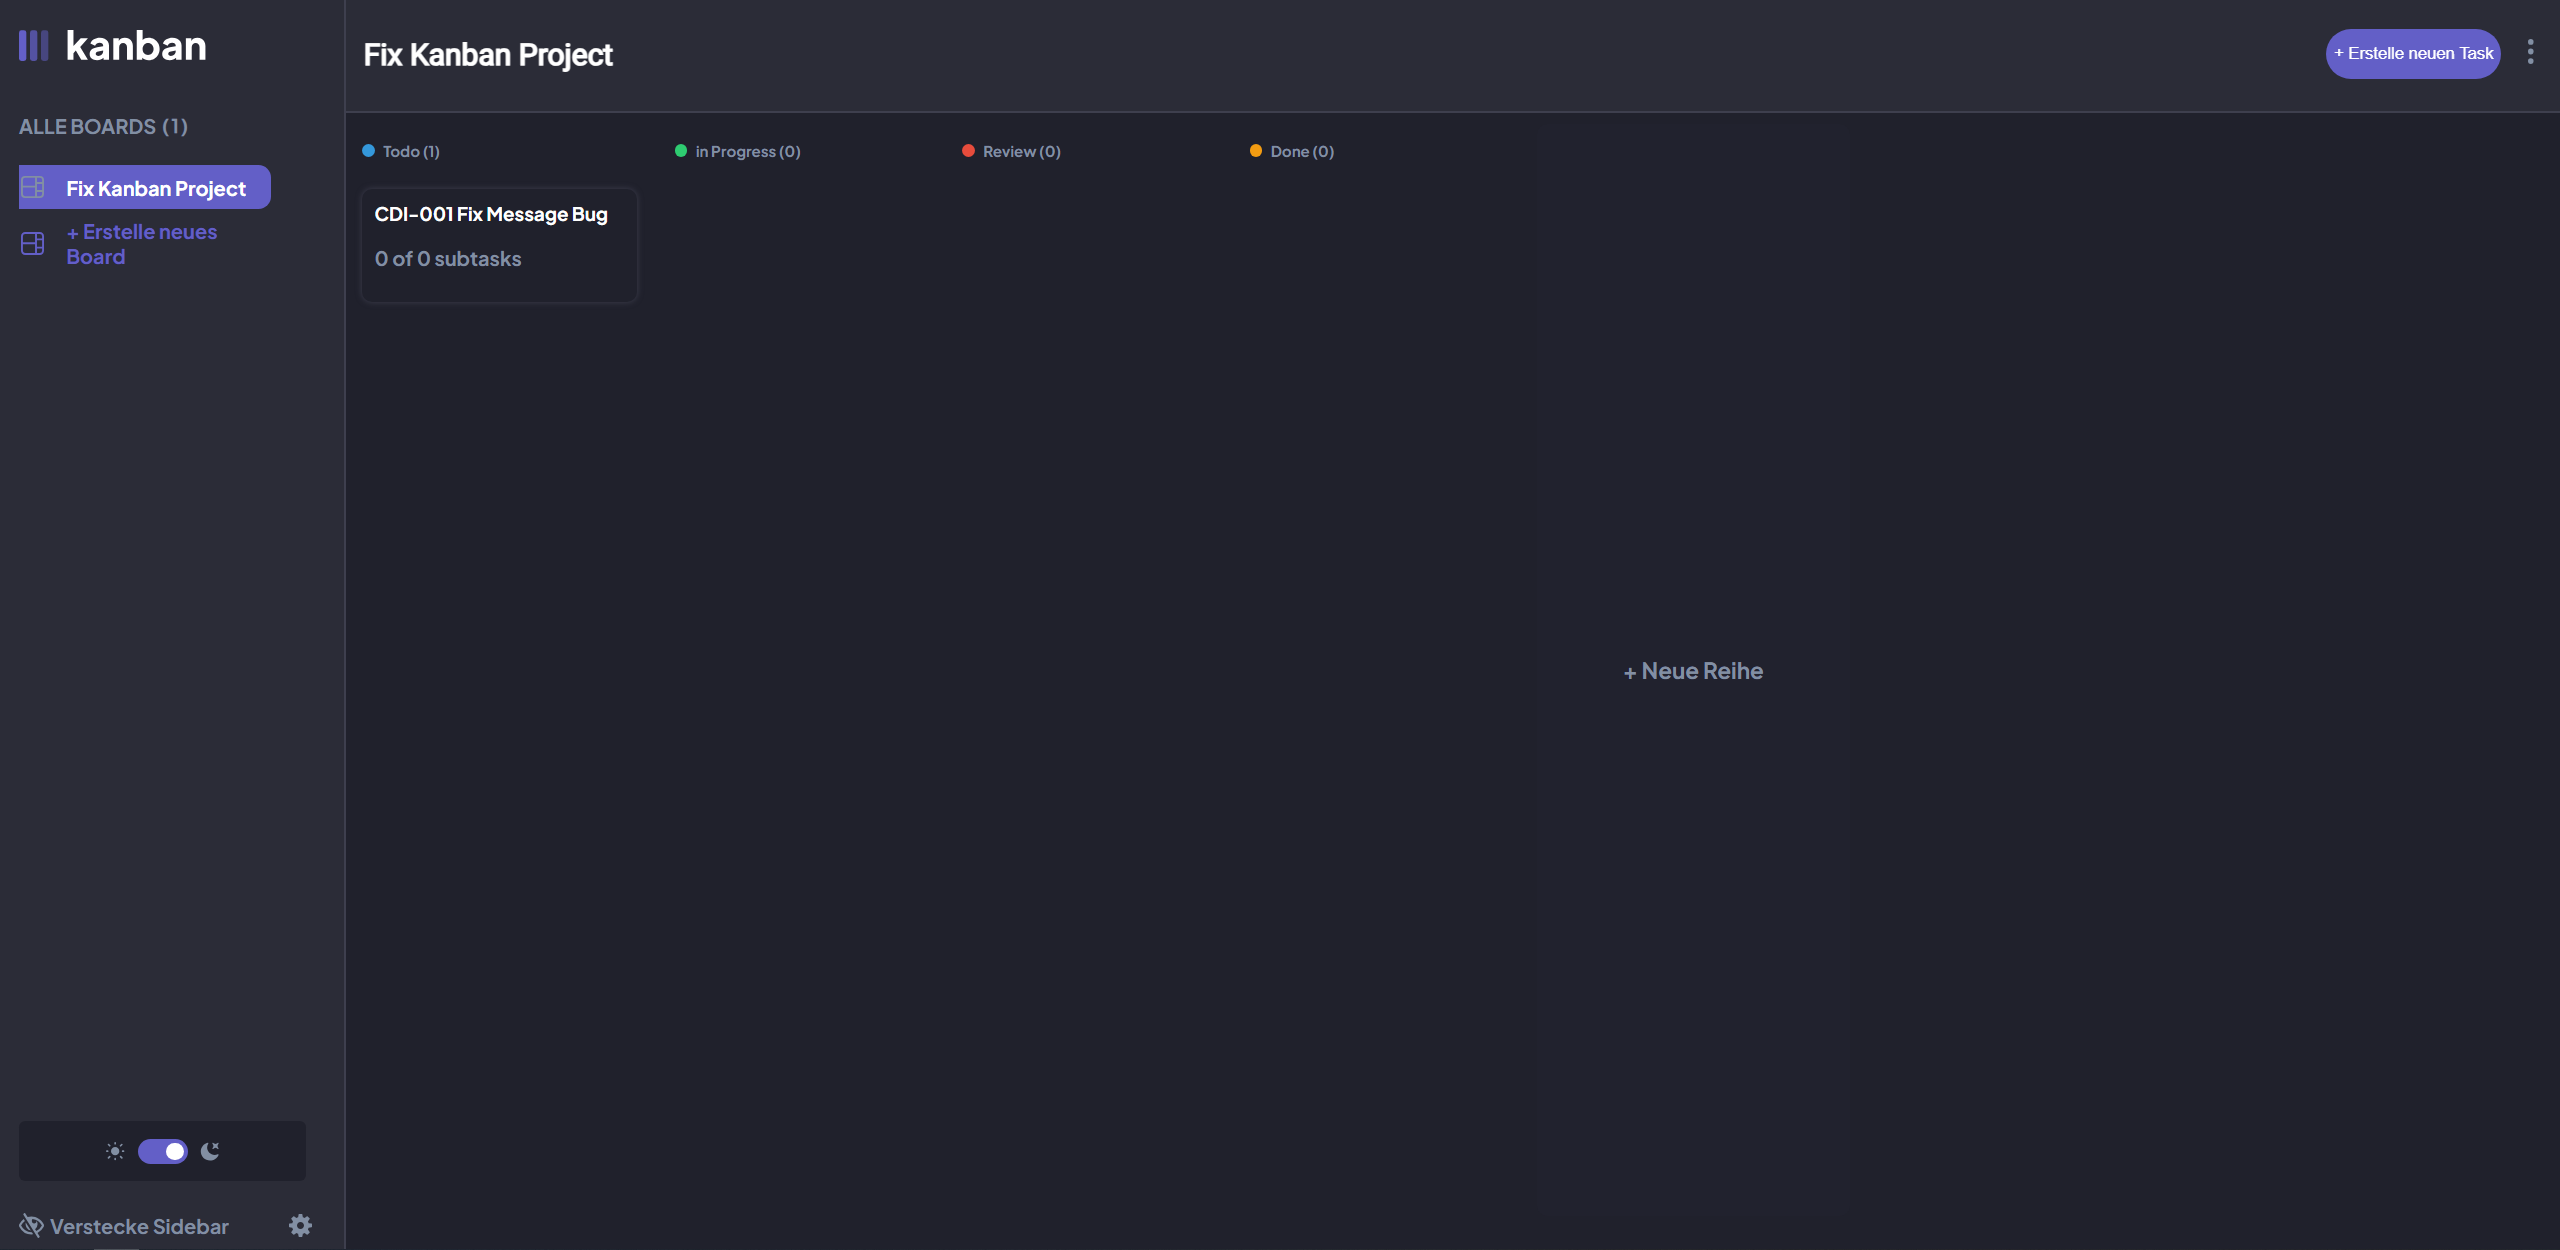 kanban
ALLE BOARDS (1)
Fix Kanban Project
+ Erstelle neues
Board
Verstecke Sidebar
Fix Kanban Project
+ Erstelle neuen Task
Todo (1)
in Progress (0)
Review (0)
Done (0)
CDI-001 Fix Message Bug
0 of 0 subtasks
+ Neue Reihe